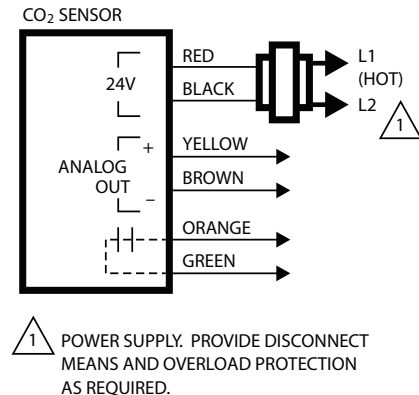 CO₂ SENSOR
RED
24V
BLACK
L1
(HOT)
L2
1
+
YELLOW
ANALOG
OUT
BROWN
–
ORANGE
GREEN
1
POWER SUPPLY. PROVIDE DISCONNECT
MEANS AND OVERLOAD PROTECTION
AS REQUIRED.